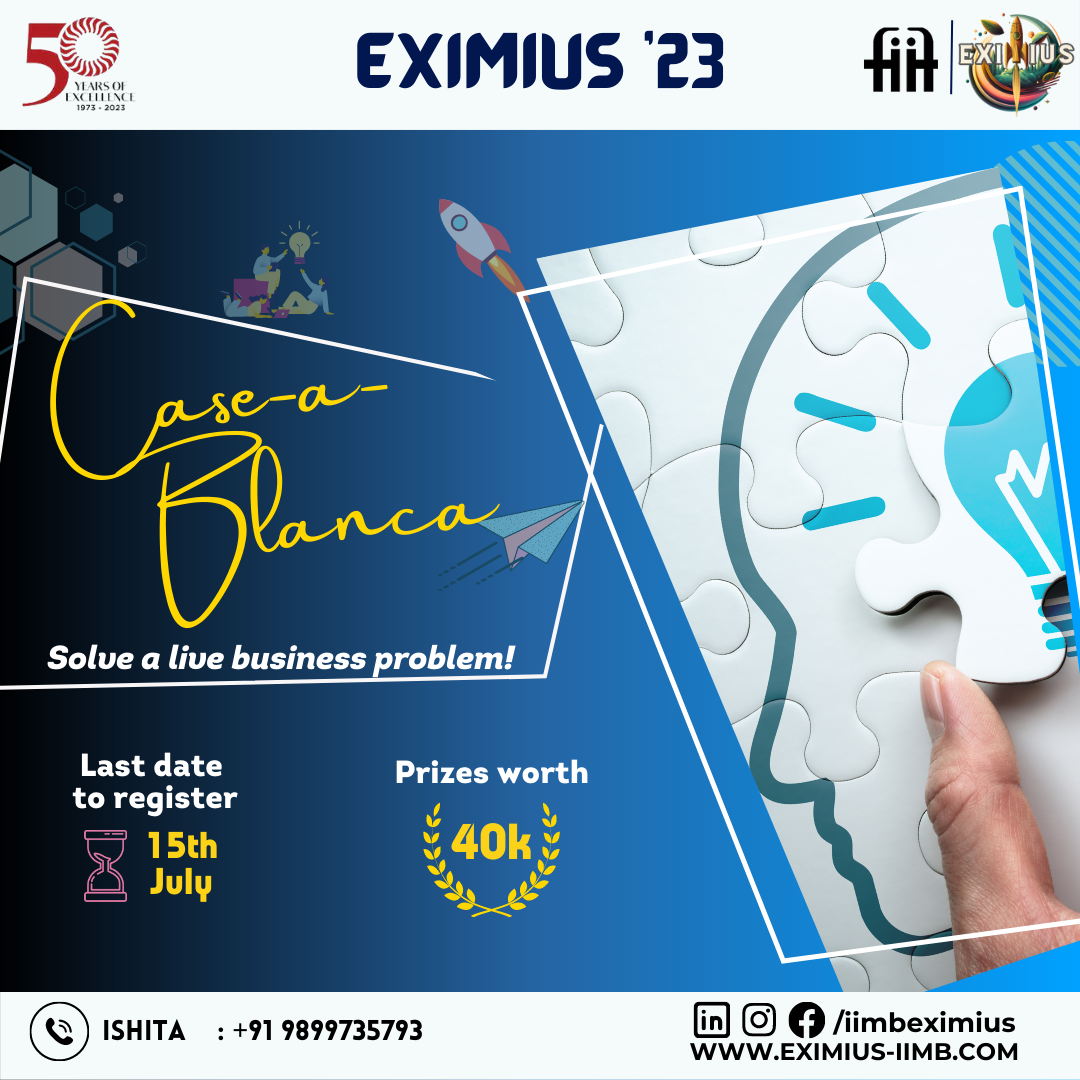 50
YEARS OF
EXCELLENCE
1973 - 2023
EXIMIUS '23
EXIMIUS
Case-a-
Blanca
Solve a live business problem!
Last date
to register
15th
July
Prizes worth
40k
ISHITA : +91 9899735793
/iimbeximius
WWW.EXIMIUS-IIMB.COM